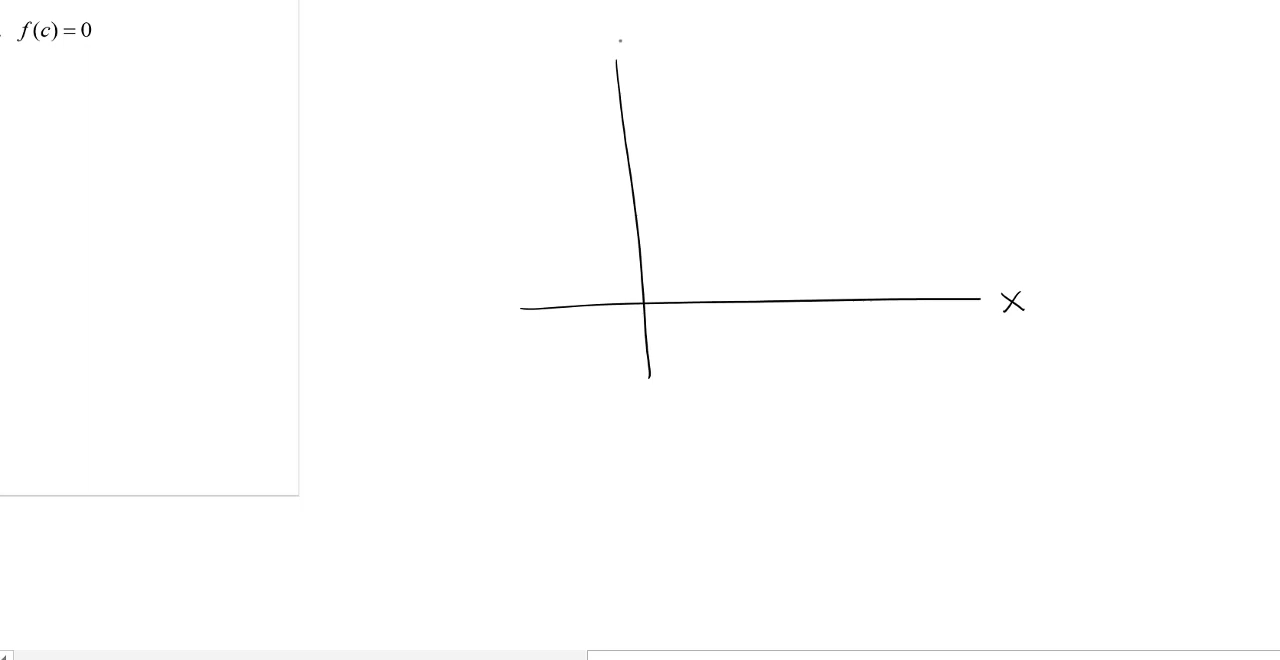 f(c) = 0
x